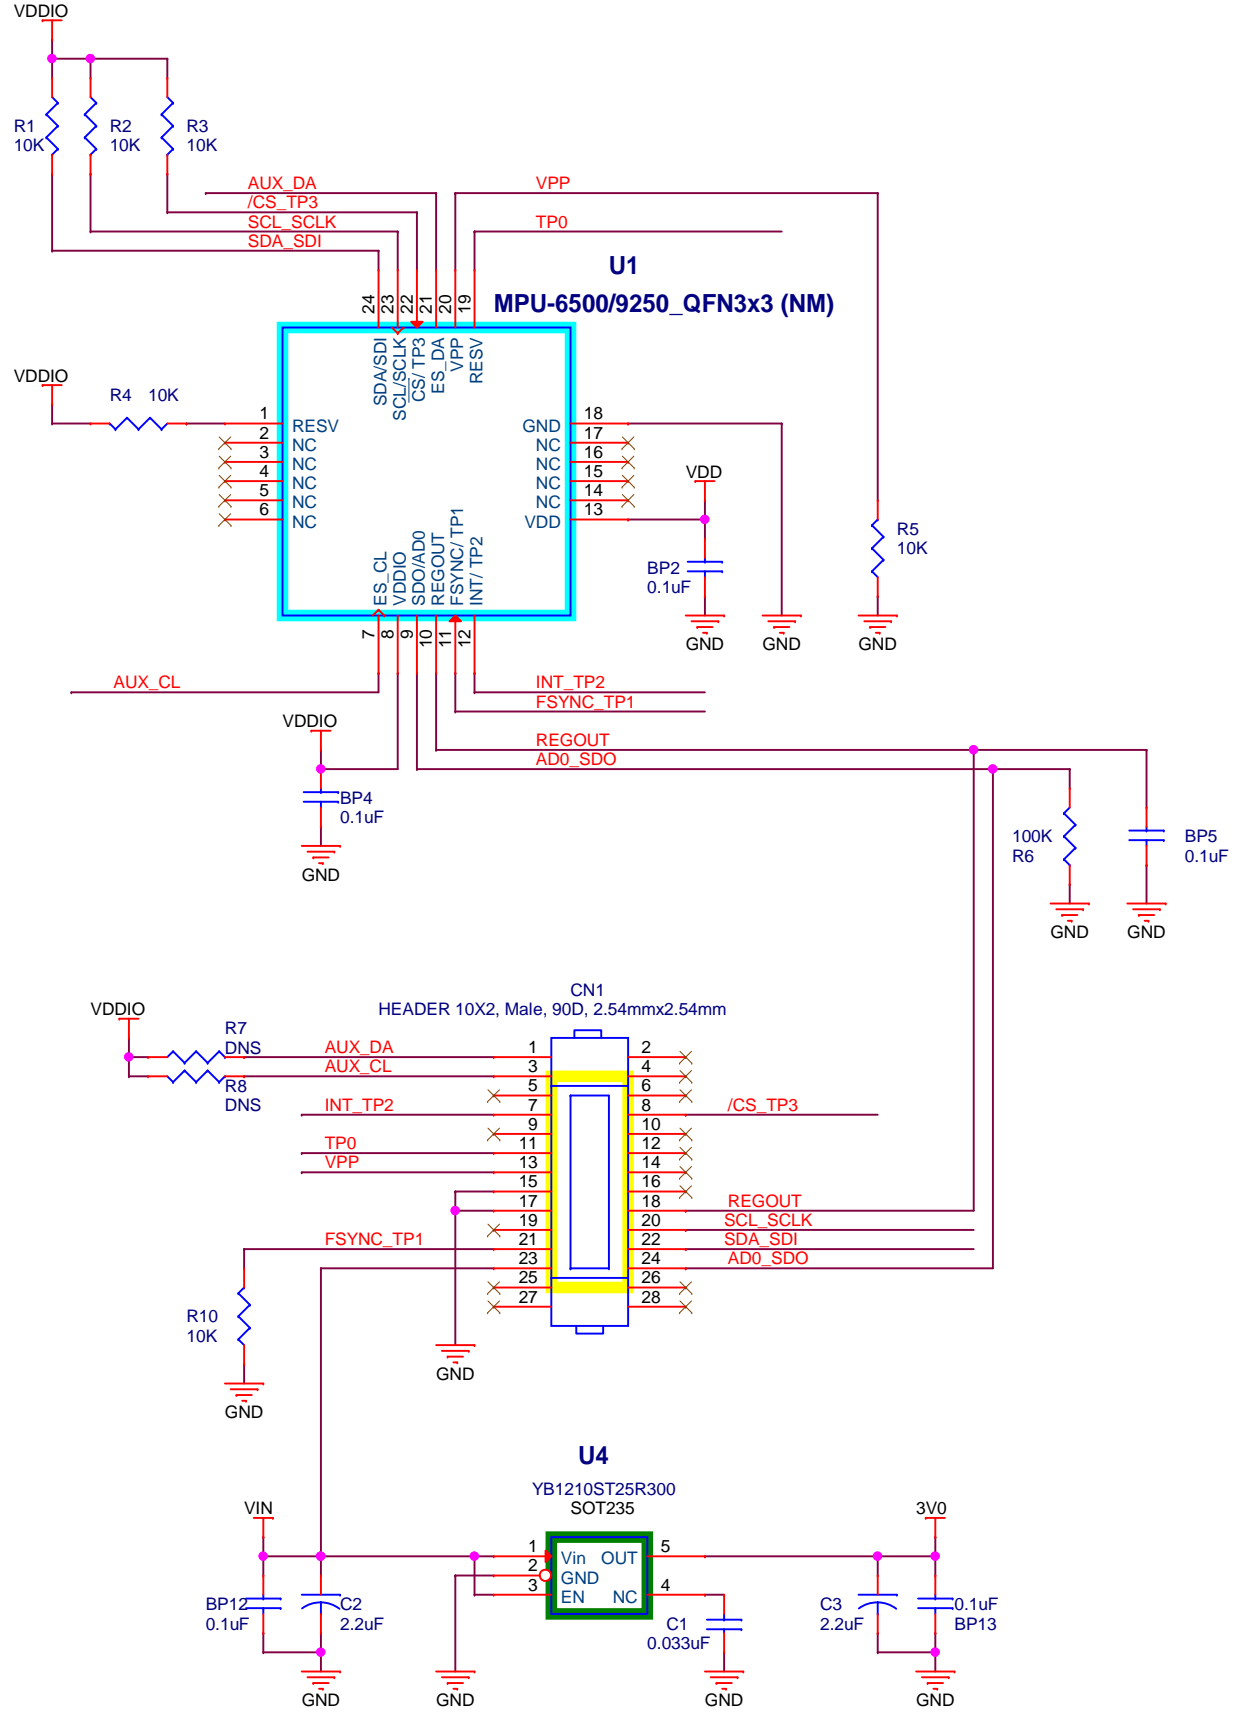 VDDIO
R1
10K
R2
10K
R3
10K
AUX_DA
/CS_TP3
SCL_SCLK
SDA_SDI
VPP
TP0
U1
MPU-6500/9250_QFN3x3 (NM)
24
23
22
21
20
19
SDA/SDI
SCL/SCLK
CS/ TP3
ES_DA
VPP
RESV
VDDIO
R4 10K
1
2
3
4
5
6
RESV
NC
NC
NC
NC
NC
GND
NC
NC
NC
NC
VDD
18
17
16
15
14
13
VDD
BP2
0.1uF
GND
GND
R5
10K
GND
ES_CL
VDDIO
SDO/AD0
REGOUT
FSYNC/ TP1
INT/ TP2
7
8
9
10
11
12
AUX_CL
INT_TP2
FSYNC_TP1
REGOUT
AD0_SDO
VDDIO
BP4
0.1uF
GND
100K
R6
GND
BP5
0.1uF
GND
CN1
HEADER 10X2, Male, 90D, 2.54mmx2.54mm
VDDIO
R7
DNS
R8
DNS
AUX_DA
AUX_CL
INT_TP2
TP0
VPP
FSYNC_TP1
1
3
5
7
9
11
13
15
17
19
21
23
25
27
2
4
6
8
10
12
14
16
18
20
22
24
26
28
/CS_TP3
REGOUT
SCL_SCLK
SDA_SDI
AD0_SDO
R10
10K
GND
GND
U4
YB1210ST25R300
SOT235
VIN
BP12
0.1uF
C2
2.2uF
GND
GND
1
2
3
Vin
GND
EN
OUT
NC
5
4
C1
0.033uF
GND
3V0
C3
2.2uF
0.1uF
BP13
GND